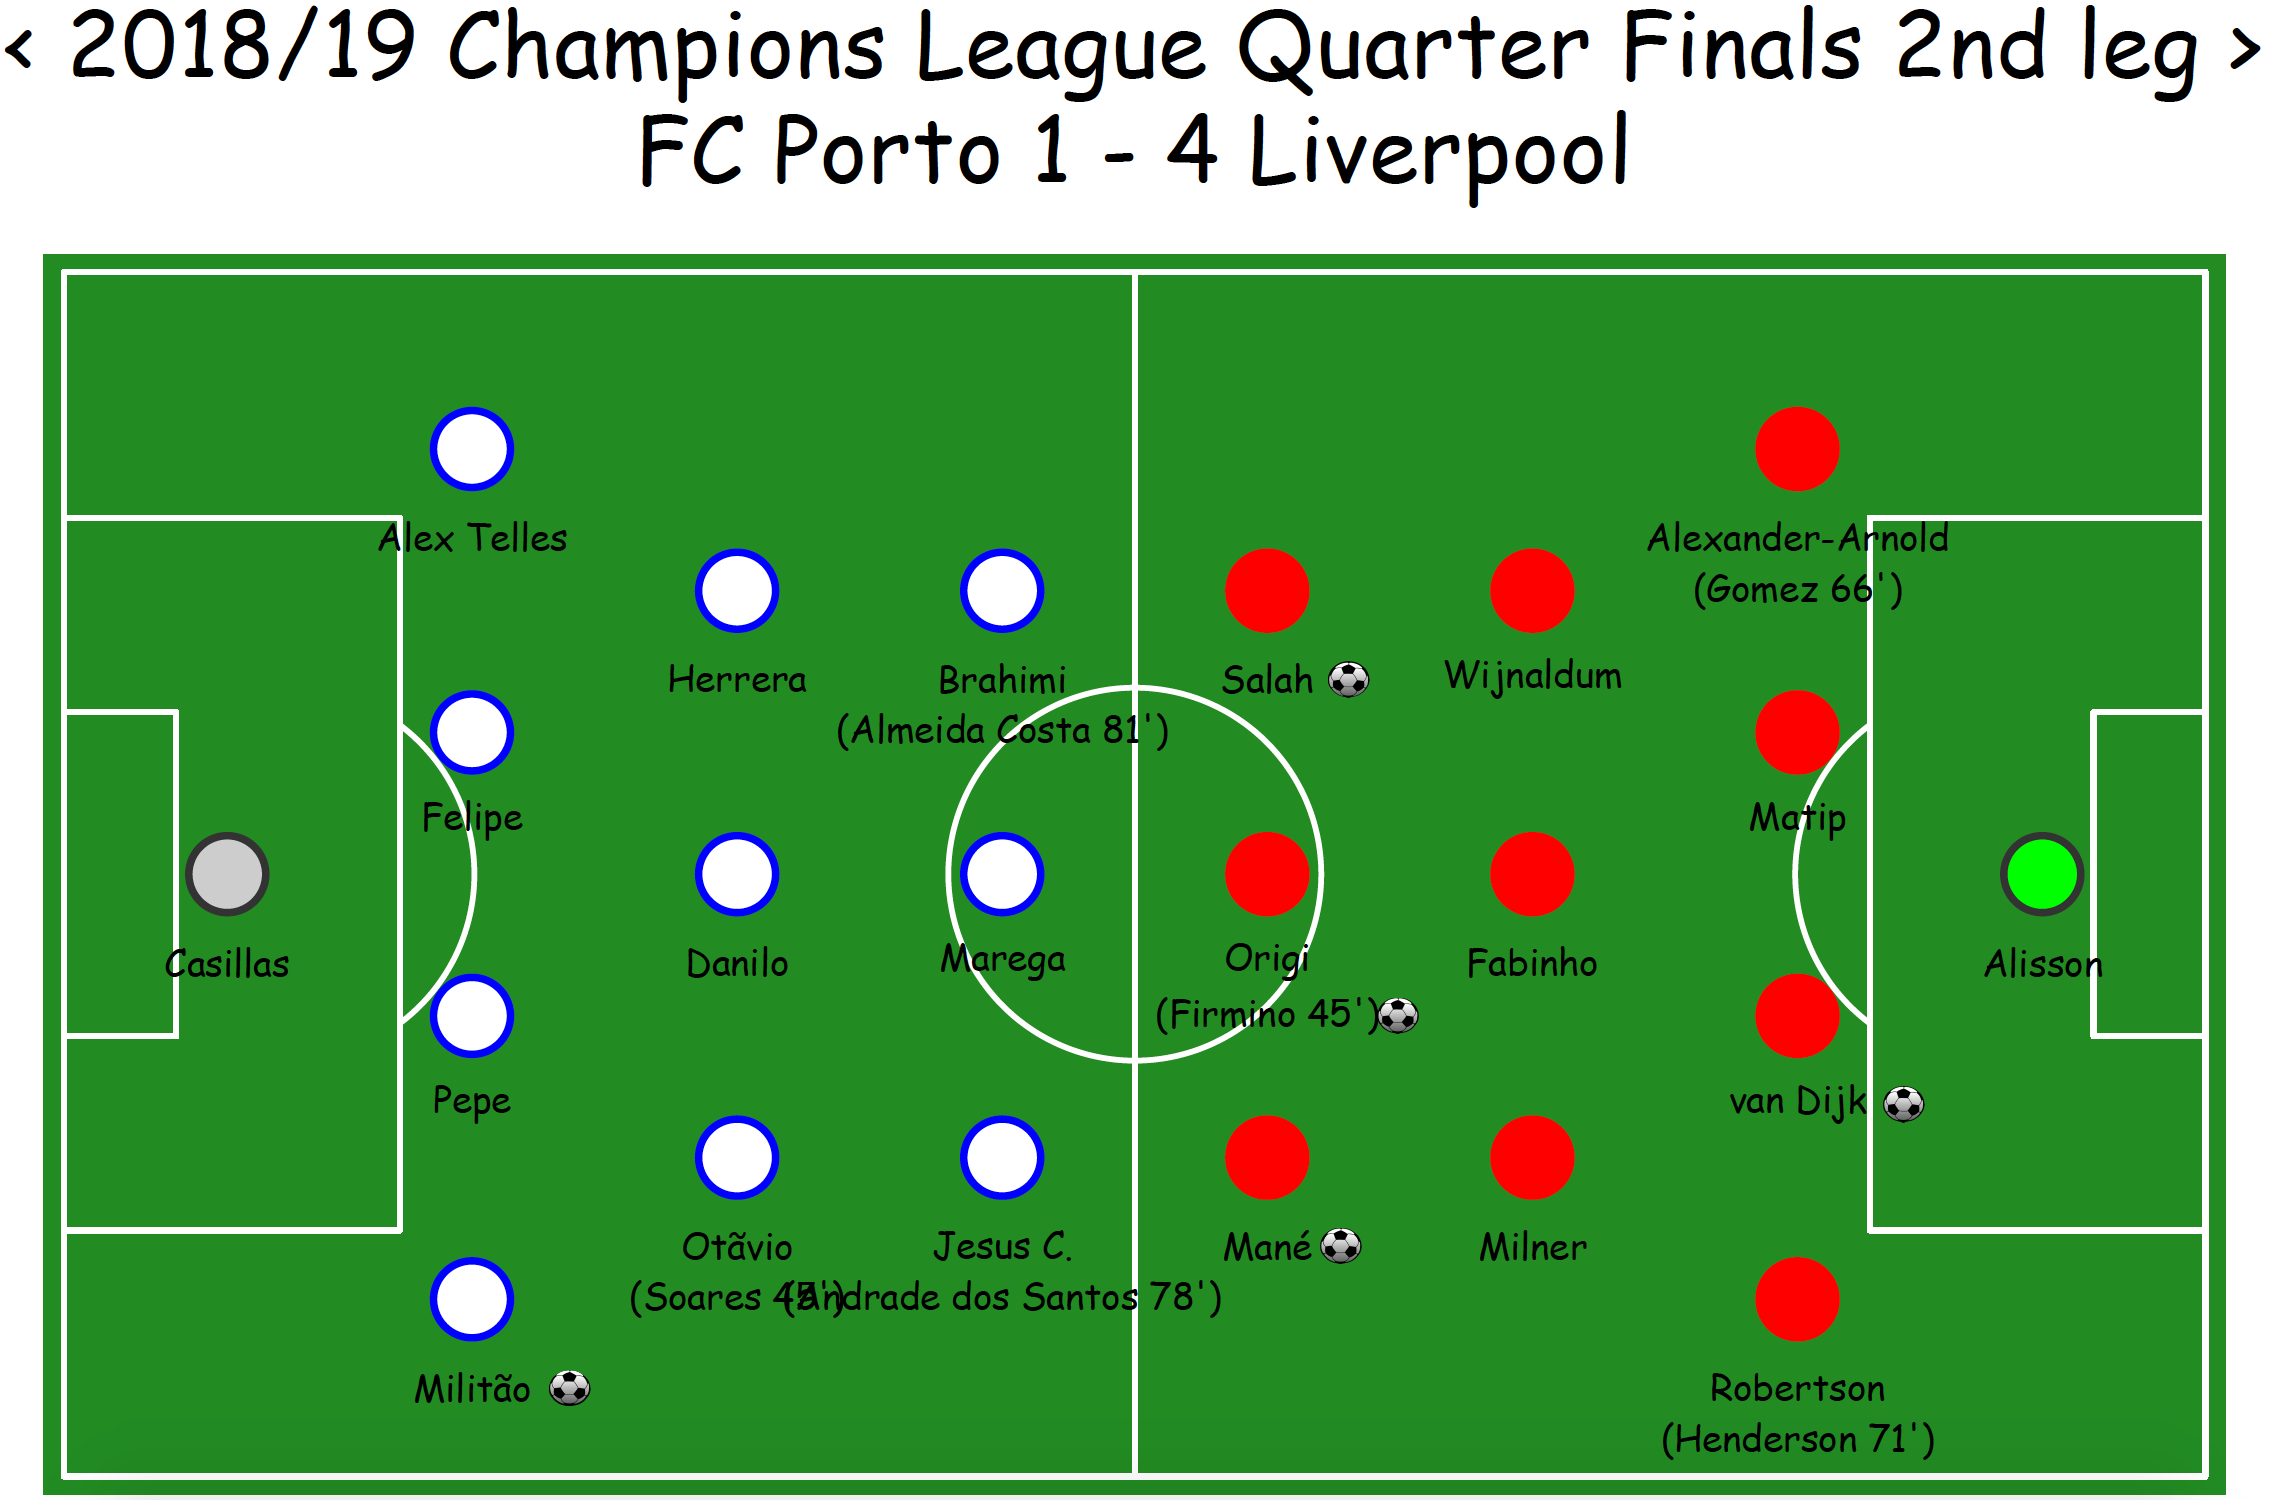 < 2018/19 Champions League Quarter Finals 2nd leg >
FC Porto 1 - 4 Liverpool
Alex Telles
Alexander-Arnold
(Gomez 66')
Herrera
Brahimi
(Almeida Costa 81')
Salah
Wijnaldum
Felipe
Matip
Casillas
Danilo
Marega
Origi
(Firmino 45')
Fabinho
Alisson
Pepe
van Dijk
Otãvio
(Soares 45')
Jesus C.
(Andrade dos Santos 78')
Mané
Milner
Militão
Robertson
(Henderson 71')